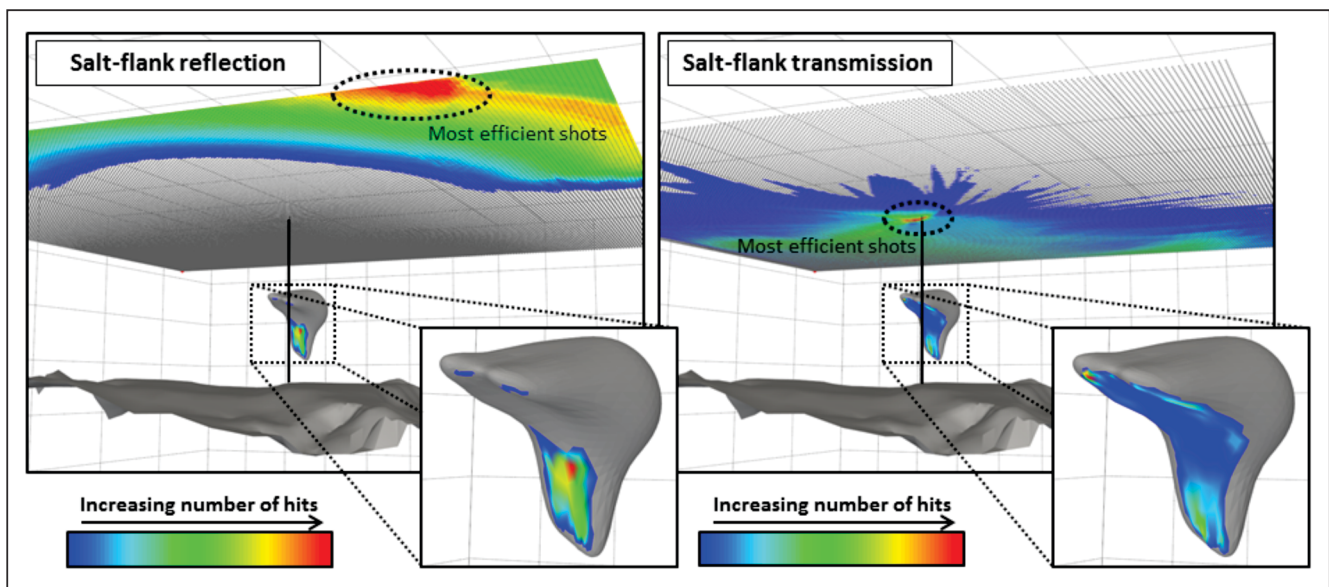 Salt-flank reflection
Most efficient shots
Increasing number of hits
Salt-flank transmission
Most efficient shots
Increasing number of hits